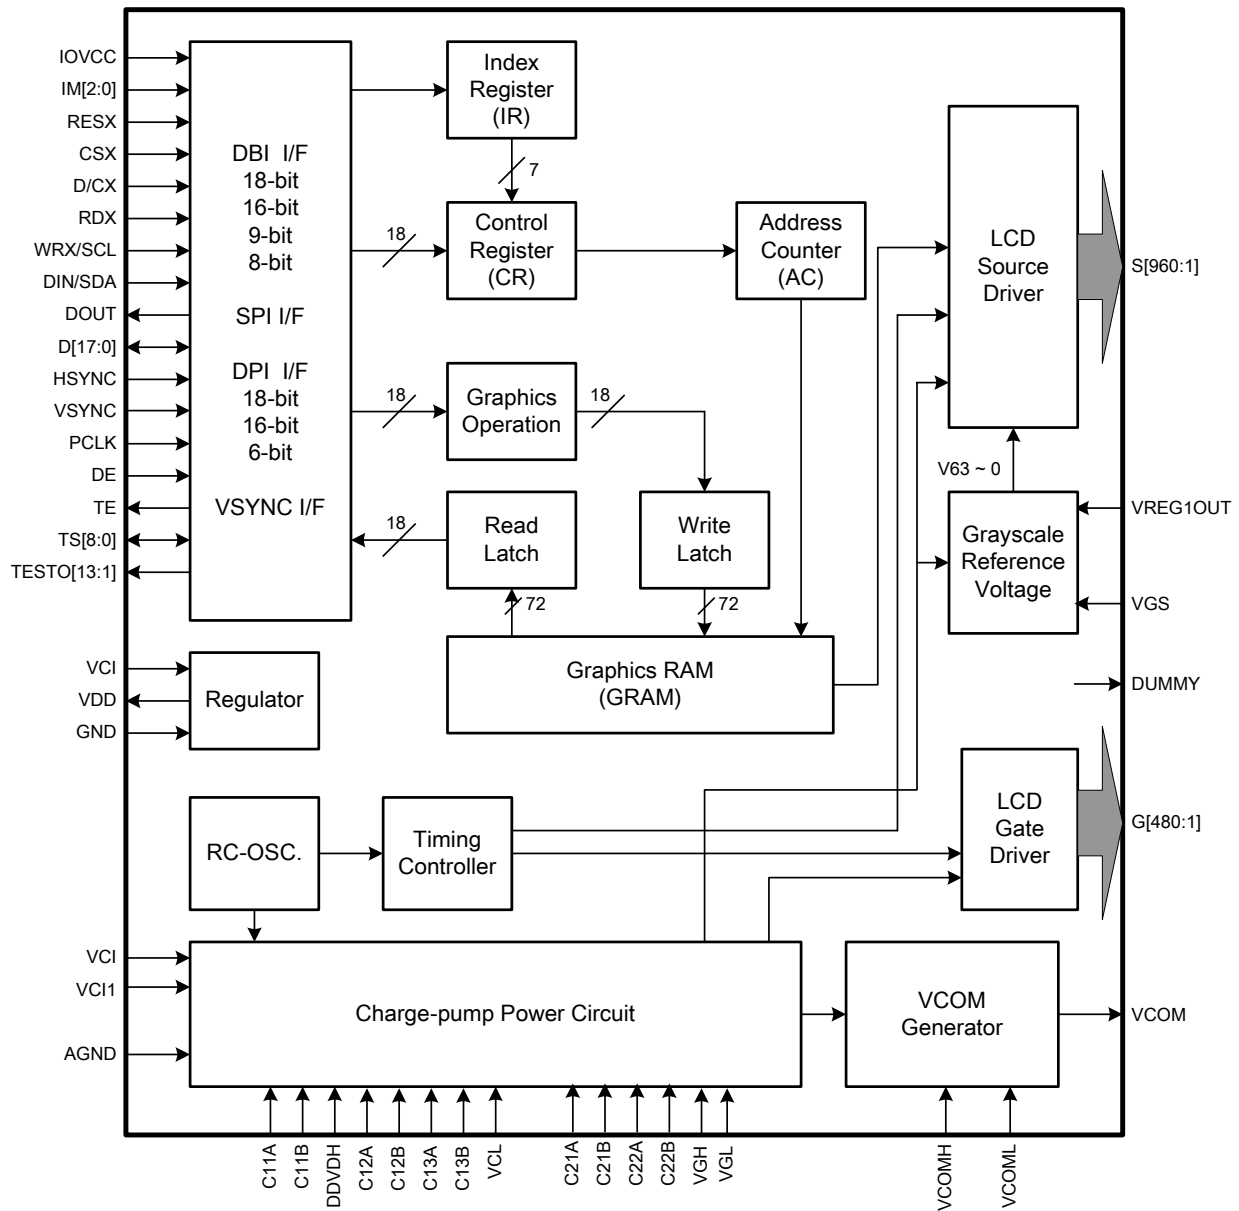 IOVCC
IM[2:0]
RESX
CSX
D/CX
RDX
WRX/SCL
DIN/SDA
DOUT
D[17:0]
HSYNC
VSYNC
PCLK
DE
TE
TS[8:0]
TESTO[13:1]
DBI I/F
18-bit
16-bit
9-bit
8-bit
SPI I/F
DPI I/F
18-bit
16-bit
6-bit
VSYNC I/F
Index
Register
(IR)
7
18
Control
Register
(CR)
Address
Counter
(AC)
18
Graphics
Operation
18
18
Read
Latch
Write
Latch
72
72
Graphics RAM
(GRAM)
LCD
Source
Driver
S[960:1]
V63 ~ 0
Grayscale
Reference
Voltage
VREG1OUT
VGS
DUMMY
VCI
VDD
GND
Regulator
RC-OSC.
Timing
Controller
LCD
Gate
Driver
G[480:1]
VCI
VCI1
AGND
Charge-pump Power Circuit
VCOM
Generator
VCOM
C11A
C11B
DDVDH
C12A
C12B
C13A
C13B
VCL
C21A
C21B
C22A
C22B
VGH
VGL
VCOMH
VCOML